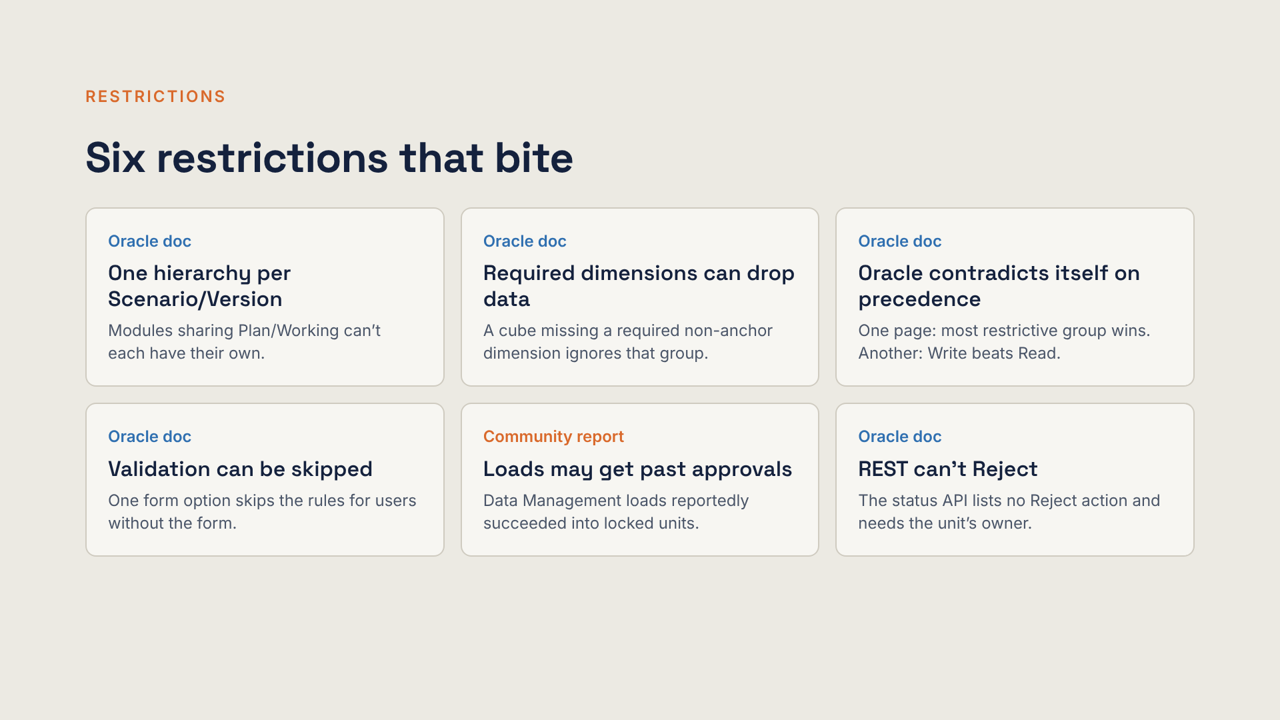 RESTRICTIONS
Six restrictions that bite
Oracle doc
One hierarchy per
Scenario/Version
Modules sharing Plan/Working can’t
each have their own.
Oracle doc
Required dimensions can drop
data
A cube missing a required non-anchor
dimension ignores that group.
Oracle doc
Oracle contradicts itself on
precedence
One page: most restrictive group wins.
Another: Write beats Read.
Oracle doc
Validation can be skipped
One form option skips the rules for users
without the form.
Community report
Loads may get past approvals
Data Management loads reportedly
succeeded into locked units.
Oracle doc
REST can’t Reject
The status API lists no Reject action and
needs the unit’s owner.